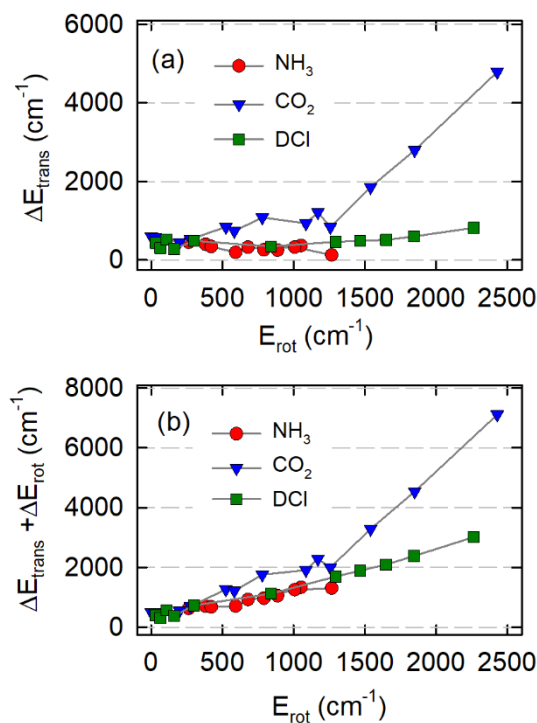 6000
4000
2000
0
ΔE_trans (cm⁻¹)
(a)
NH₃
CO₂
DCl
0 500 1000 1500 2000 2500
E_rot (cm⁻¹)
8000
6000
4000
2000
0
ΔE_trans +ΔE_rot (cm⁻¹)
(b)
NH₃
CO₂
DCl
0 500 1000 1500 2000 2500
E_rot (cm⁻¹)